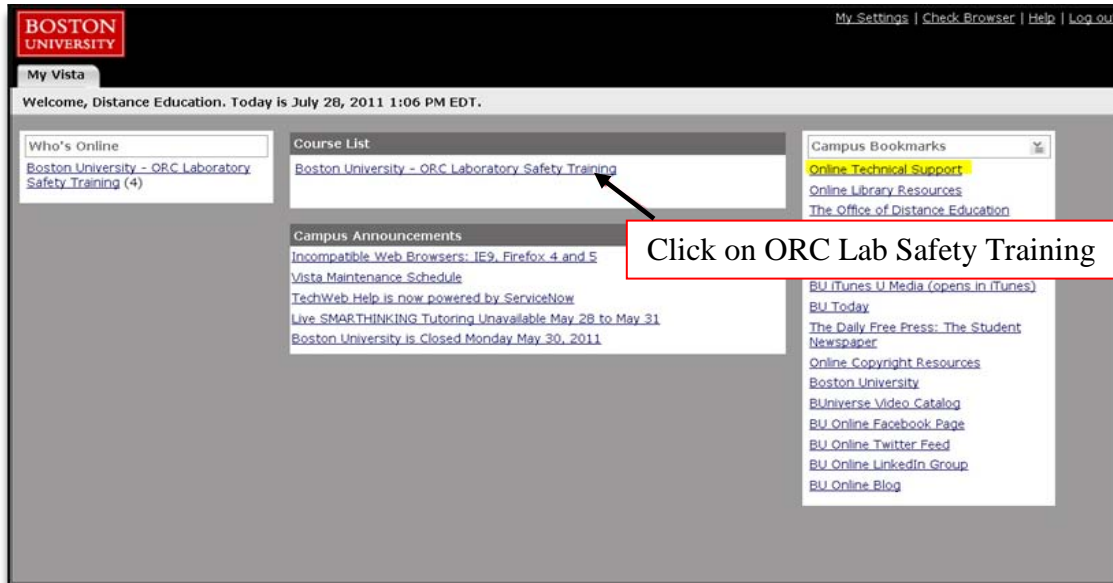 BOSTON
UNIVERSITY
My Settings | Check Browser | Help | Log ou
My Vista
Welcome, Distance Education. Today is July 28, 2011 1:06 PM EDT.
Who's Online
Boston University - ORC Laboratory
Safety Training (4)
Course List
Boston University - ORC Laboratory Safety Training
Campus Announcements
Incompatible Web Browsers: IE9, Firefox 4 and 5
Vista Maintenance Schedule
TechWeb Help is now powered by ServiceNow
Live SMARTHINKING Tutoring Unavailable May 28 to May 31
Boston University is Closed Monday May 30, 2011
Campus Bookmarks
Online Technical Support
Online Library Resources
The Office of Distance Education
Click on ORC Lab Safety Training
BU iTunes U Media (opens in iTunes)
BU Today
The Daily Free Press: The Student
Newspaper
Online Copyright Resources
Boston University
BUniverse Video Catalog
BU Online Facebook Page
BU Online Twitter Feed
BU Online LinkedIn Group
BU Online Blog